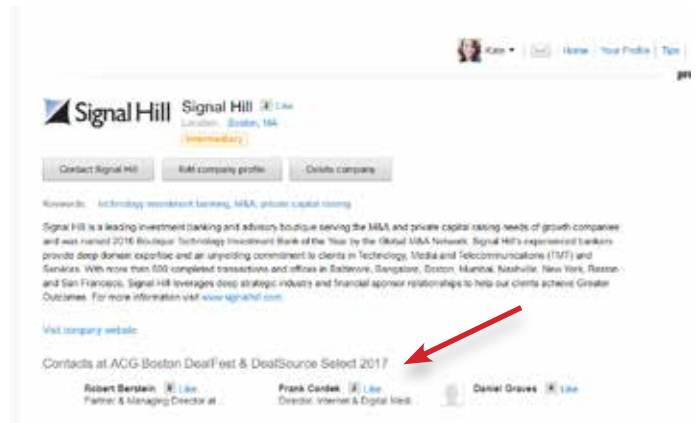 Kate
Home | Your Profile | Tips |
Signal Hill
Signal Hill Like
Location: Boston, MA
Intermediary
Contact Signal Hill
Edit company profile
Delete company
Keywords: technology investment banking, M&A, private capital raising
Signal Hill is a leading investment banking and advisory boutique serving the M&A and private capital raising needs of growth companies
and was named 2016 Boutique Technology Investment Bank of the Year by the Global M&A Network. Signal Hill's experienced bankers
provide deep domain expertise and an unyielding commitment to clients in Technology, Media and Telecommunications (TMT) and
Services. With more than 600 completed transactions and offices in Baltimore, Bangalore, Boston, Mumbai, Nashville, New York, Reston
and San Francisco, Signal Hill leverages deep strategic industry and financial sponsor relationships to help our clients achieve Greater
Outcomes. For more information visit www.signalhill.com
Visit company website
Contacts at ACG Boston DealFest & DealSource Select 2017
Robert Berstein Like
Partner & Managing Director at
Frank Cordek Like
Director, Internet & Digital Medi
Daniel Graves Like